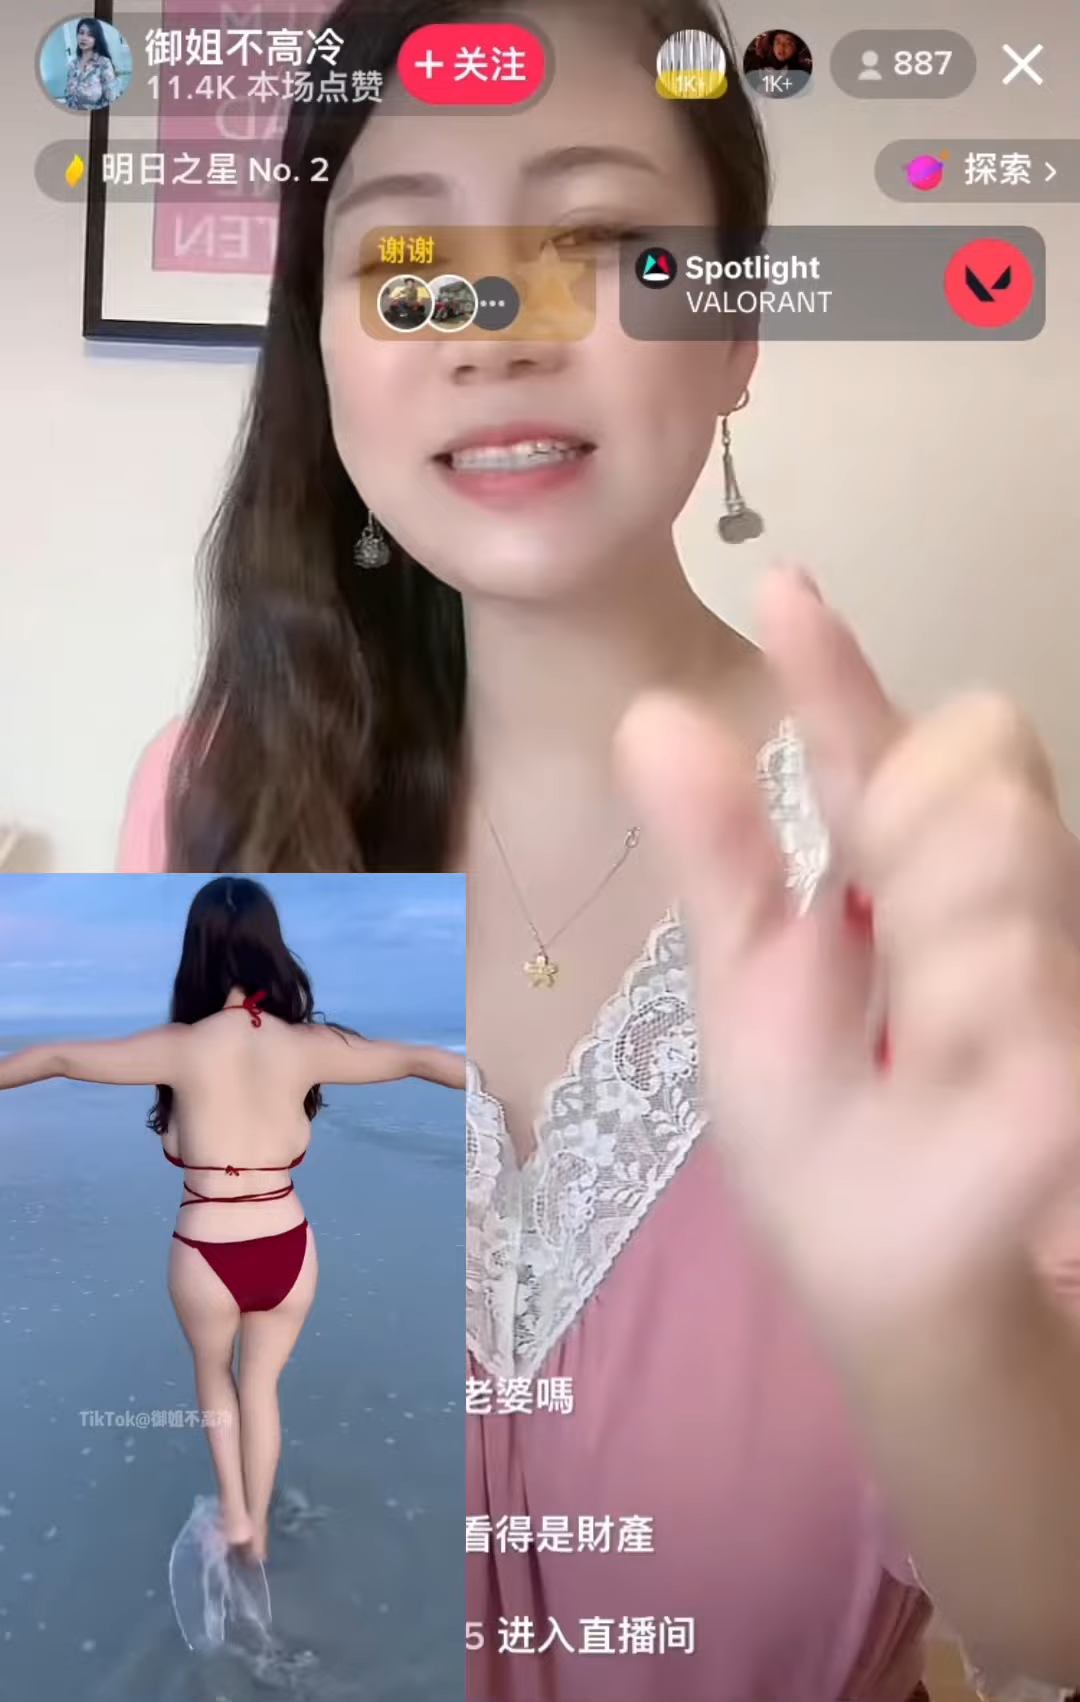 御姐不高冷
11.4K 本场点赞
+ 关注
1K+
1K+
887
明日之星 No. 2
探索 >
谢谢
Spotlight
VALORANT
老婆嗎
TikTok@御姐不高冷
看得是財產
5 进入直播间